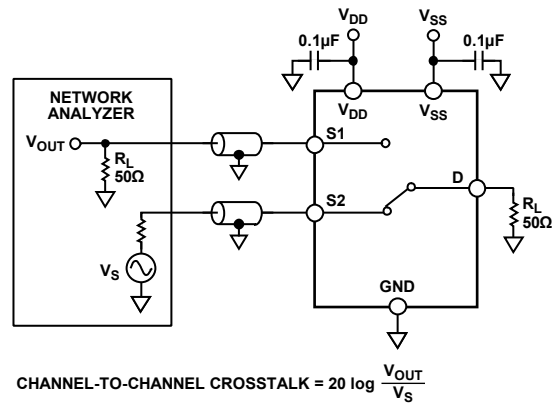 V_DD V_SS
0.1µF 0.1µF
V_DD V_SS
NETWORK
ANALYZER
V_OUT
R_L
50Ω
S1
S2
D
R_L
50Ω
V_S
GND
CHANNEL-TO-CHANNEL CROSSTALK = 20 log V_OUT / V_S